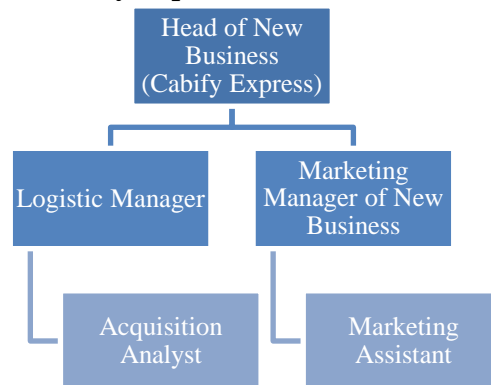 Head of New
Business
(Cabify Express)
Logistic Manager
Marketing
Manager of New
Business
Acquisition
Analyst
Marketing
Assistant